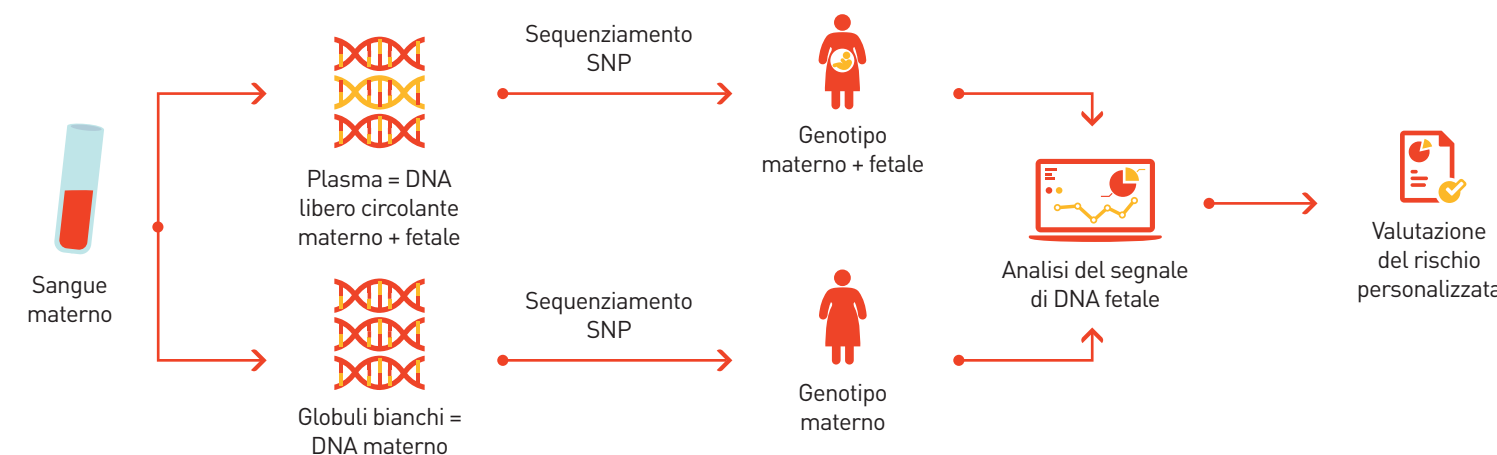 Sangue
materno
Plasma = DNA
libero circolante
materno + fetale
Globuli bianchi =
DNA materno
Sequenziamento
SNP
Sequenziamento
SNP
Genotipo
materno + fetale
Genotipo
materno
Analisi del segnale
di DNA fetale
Valutazione
del rischio
personalizzata